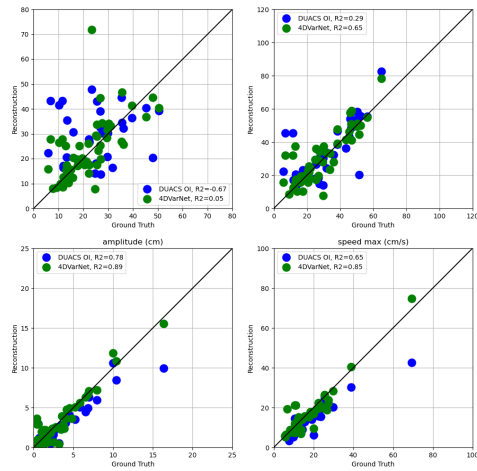 80
70
60
50
40
30
20
10
0
0 10 20 30 40 50 60 70 80
Reconstruction
Ground Truth
DUACS OI, R2=-0.67
4DVarNet, R2=0.05
120
100
80
60
40
20
0
0 20 40 60 80 100 120
Reconstruction
Ground Truth
DUACS OI, R2=0.29
4DVarNet, R2=0.65
amplitude (cm)
25
20
15
10
5
0
0 5 10 15 20 25
Reconstruction
Ground Truth
DUACS OI, R2=0.78
4DVarNet, R2=0.89
speed max (cm/s)
100
80
60
40
20
0
0 20 40 60 80 100
Reconstruction
Ground Truth
DUACS OI, R2=0.65
4DVarNet, R2=0.85